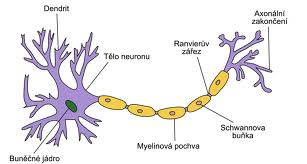 Dendrit
Axonální
zakončení
Tělo neuronu
Ranvierův
zářez
Schwannova
buňka
Myelinová pochva
Buněčné jádro